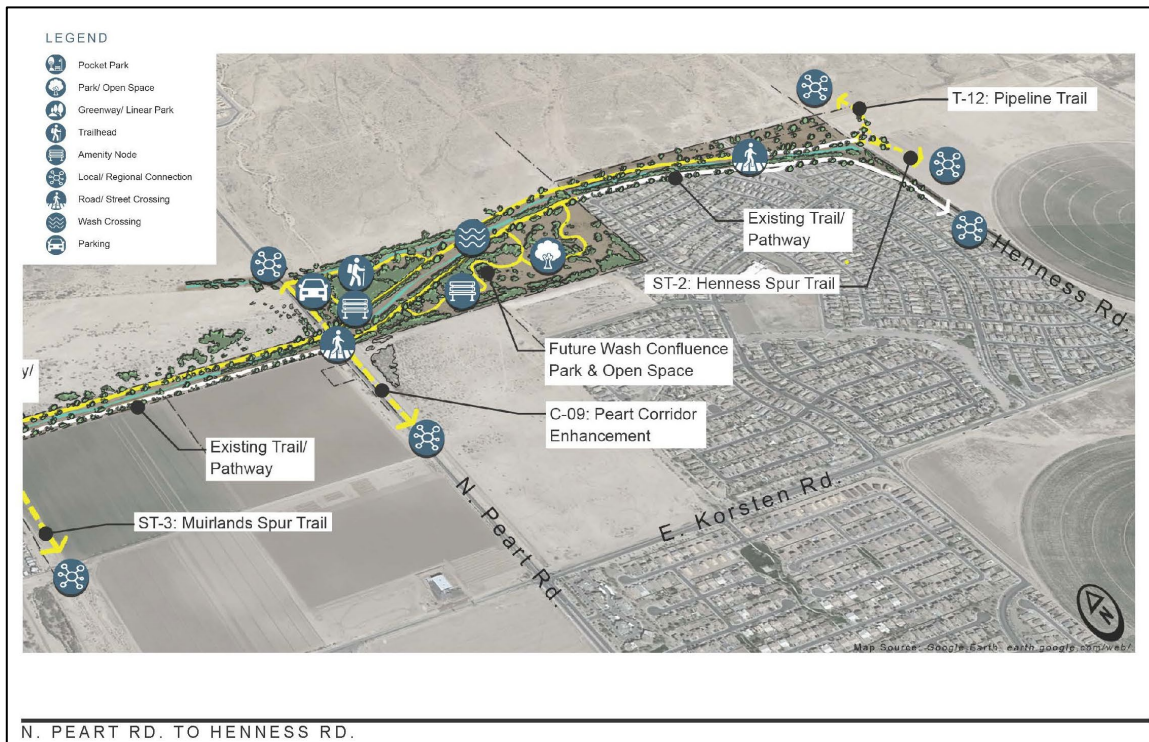 LEGEND
Pocket Park
Park/ Open Space
Greenway/ Linear Park
Trailhead
Amenity Node
Local/ Regional Connection
Road/ Street Crossing
Wash Crossing
Parking
T-12: Pipeline Trail
Existing Trail/
Pathway
ST-2: Henness Spur Trail
Henness Rd.
Future Wash Confluence
Park & Open Space
C-09: Peart Corridor
Enhancement
y/
Existing Trail/
Pathway
ST-3: Muirlands Spur Trail
N. Peart Rd.
E. Korsten Rd.
N
Map Source: Google Earth earth.google.com/web/
N. PEART RD. TO HENNESS RD.